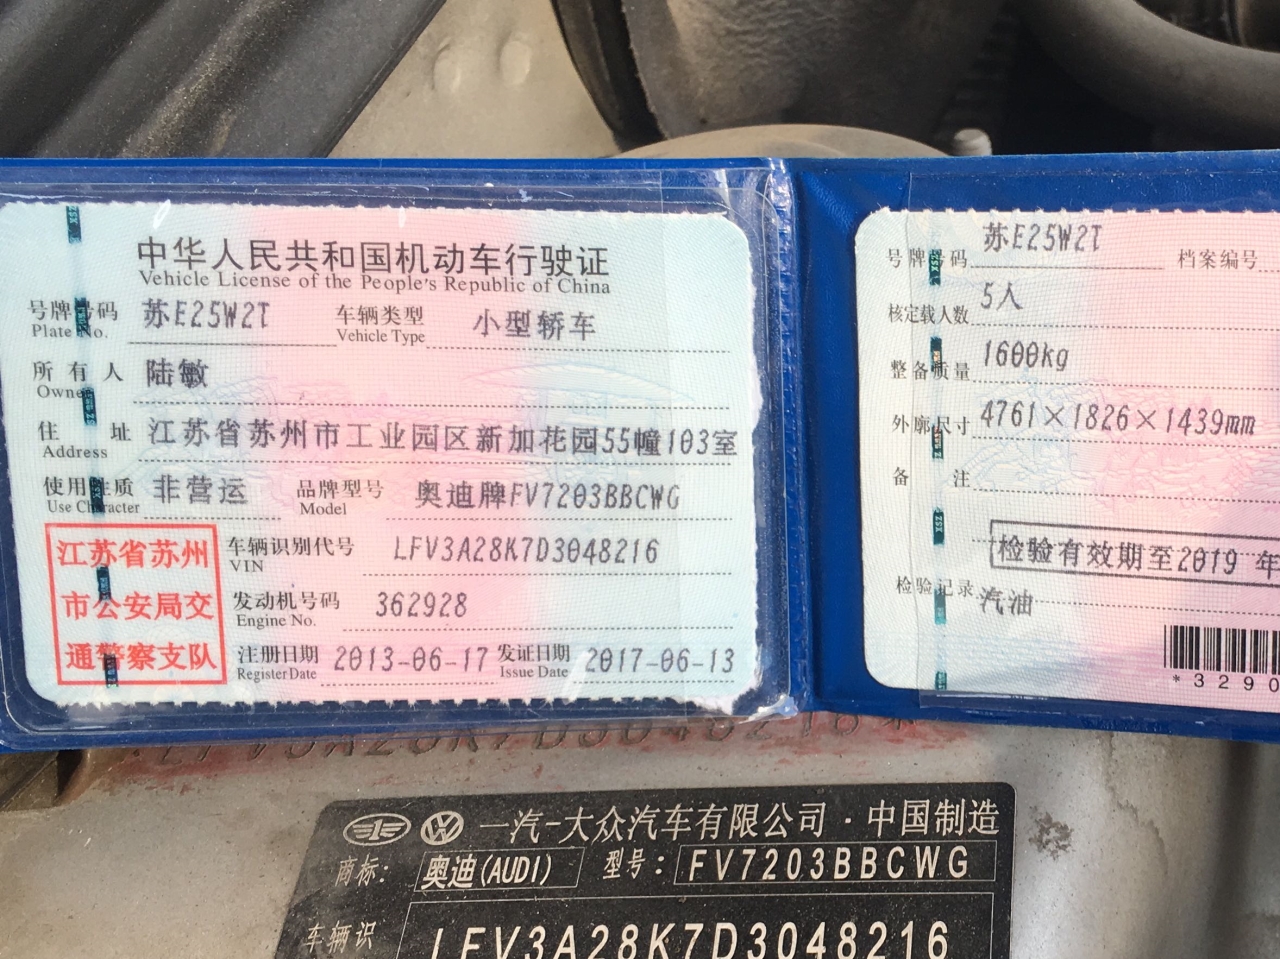 中华人民共和国机动车行驶证
Vehicle License of the People's Republic of China
号牌号码 苏E25W2T 车辆类型 小型轿车
Plate No. Vehicle Type
所有人 陆敏
Owner
住址 江苏省苏州市工业园区新加花园55幢103室
Address
使用性质 非营运 品牌型号 奥迪牌FV7203BBCWG
Use Character Model
江苏省苏州
市公安局交
通警察支队
车辆识别代号 LFV3A28K7D3048216
VIN
发动机号码 362928
Engine No.
注册日期 2013-06-17 发证日期 2017-06-13
Register Date Issue Date
号牌号码 苏E25W2T 档案编号
核定载人数 5人
整备质量 1600kg
外廓尺寸 4761×1826×1439mm
备注
检验有效期至2019年
检验记录 汽油
*3290
LFV3A28K7D3048216
一汽-大众汽车有限公司·中国制造
商标: 奥迪(AUDI) 型号: FV7203BBCWG
车辆识 LFV3A28K7D3048216